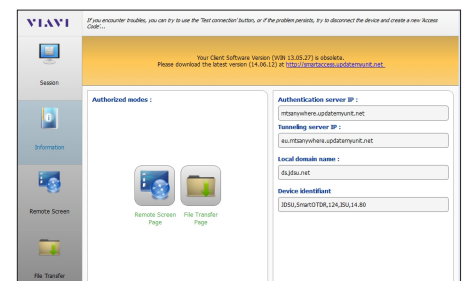 VIAVI
If you encounter troubles, you can try to use the 'Test connection' button, or if the problem persists, try to disconnect the device and create a new 'Access
Code'...
Your Client Software Version (WIN 13.05.27) is obsolete.
Please download the latest version (14.06.12) at http://smartaccess.updatemyunit.net
Session
Information
Remote Screen
File Transfer
Authorized modes :
Remote Screen
Page
File Transfer
Page
Authentication server IP :
mtsanywhere.updatemyunit.net
Tunneling server IP :
eu.mtsanywhere.updatemyunit.net
Local domain name :
ds.jdsu.net
Device identifiant
JDSU,SmartOTDR,124,ISU,14.80